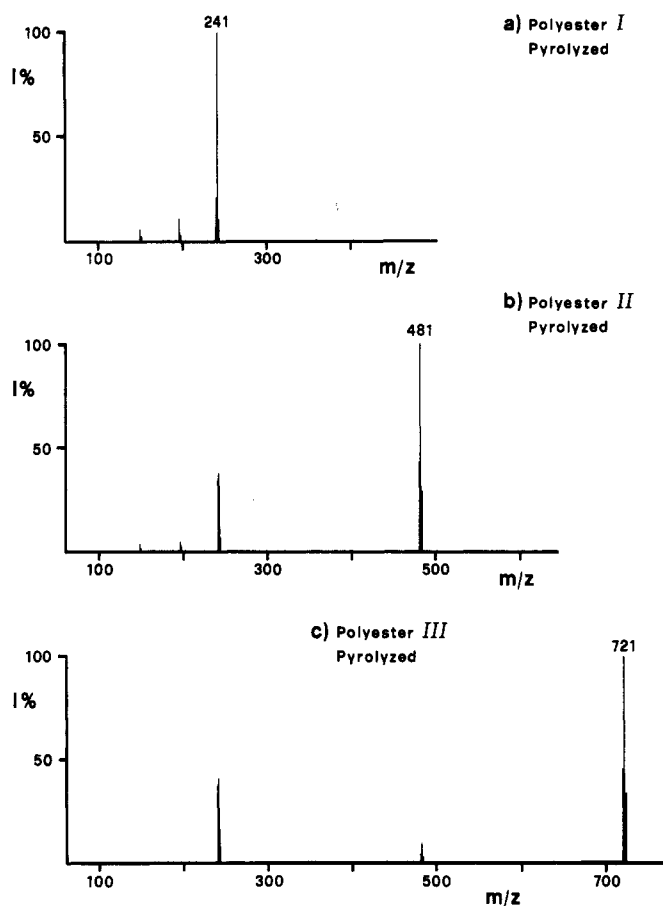 241
a) Polyester I
Pyrolyzed
100
I%
50
100
300
m/z
b) Polyester II
Pyrolyzed
481
100
I%
50
100
300
500
m/z
c) Polyester III
Pyrolyzed
721
100
I%
50
100
300
500
700
m/z